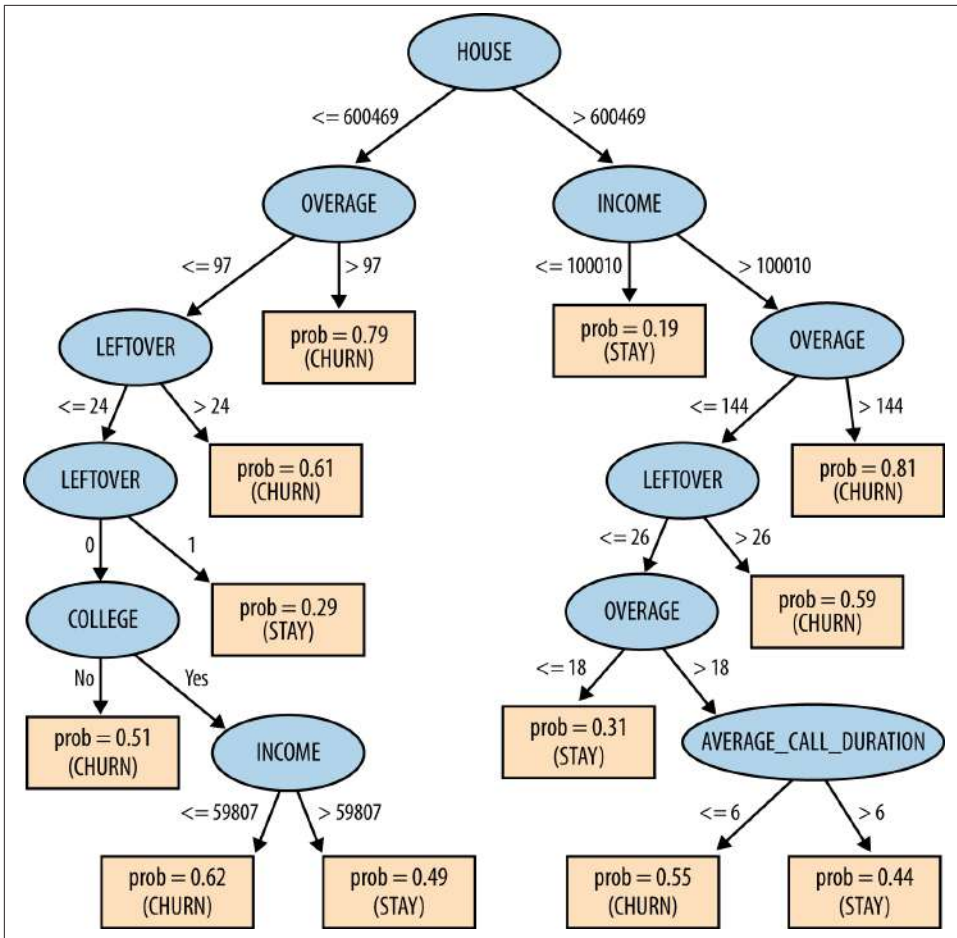 HOUSE
<= 600469
> 600469
OVERAGE
INCOME
<= 97
> 97
<= 100010
> 100010
LEFTOVER
prob = 0.79
(CHURN)
prob = 0.19
(STAY)
OVERAGE
<= 24
> 24
<= 144
> 144
LEFTOVER
prob = 0.61
(CHURN)
LEFTOVER
prob = 0.81
(CHURN)
0
1
<= 26
> 26
COLLEGE
prob = 0.29
(STAY)
OVERAGE
prob = 0.59
(CHURN)
No
Yes
<= 18
> 18
prob = 0.51
(CHURN)
INCOME
prob = 0.31
(STAY)
AVERAGE_CALL_DURATION
<= 59807
> 59807
<= 6
> 6
prob = 0.62
(CHURN)
prob = 0.49
(STAY)
prob = 0.55
(CHURN)
prob = 0.44
(STAY)